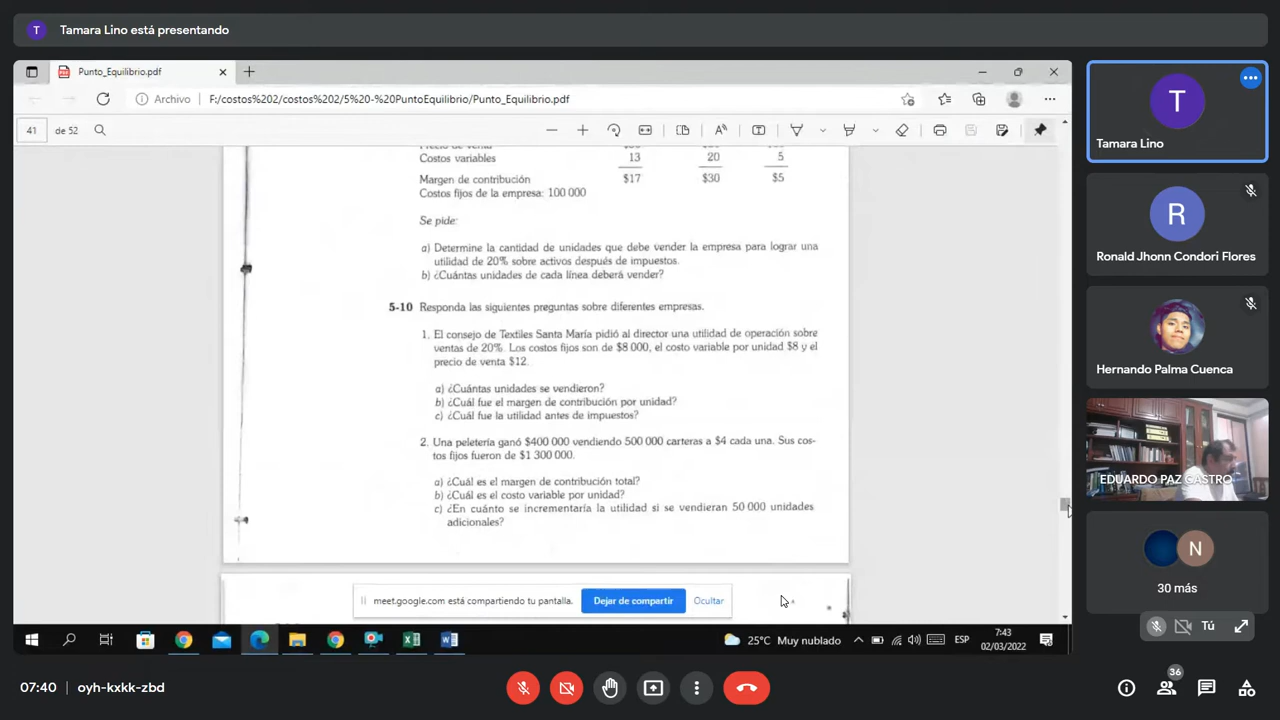 T Tamara Lino está presentando
Punto_Equilibrio.pdf
Archivo F:/costos%202/costos%202/5%20-%20PuntoEquilibrio/Punto_Equilibrio.pdf
41 de 52
Costos variables 13 20 5
Margen de contribución $17 $30 $5
Costos fijos de la empresa: 100 000
Se pide:
a) Determine la cantidad de unidades que debe vender la empresa para lograr una
utilidad de 20% sobre activos después de impuestos.
b) ¿Cuántas unidades de cada línea deberá vender?
5-10 Responda las siguientes preguntas sobre diferentes empresas.
1. El consejo de Textiles Santa María pidió al director una utilidad de operación sobre
ventas de 20%. Los costos fijos son de $8 000, el costo variable por unidad $8 y el
precio de venta $12.
a) ¿Cuántas unidades se vendieron?
b) ¿Cuál fue el margen de contribución por unidad?
c) ¿Cuál fue la utilidad antes de impuestos?
2. Una peletería ganó $400 000 vendiendo 500 000 carteras a $4 cada una. Sus cos-
tos fijos fueron de $1 300 000.
a) ¿Cuál es el margen de contribución total?
b) ¿Cuál es el costo variable por unidad?
c) ¿En cuánto se incrementaría la utilidad si se vendieran 50 000 unidades
adicionales?
meet.google.com está compartiendo tu pantalla. Dejar de compartir Ocultar
25°C Muy nublado ESP 7:43
02/03/2022
T
Tamara Lino
R
Ronald Jhonn Condori Flores
Hernando Palma Cuenca
EDUARDO PAZ CASTRO
N
30 más
Tú
07:40 | oyh-kxkk-zbd
36